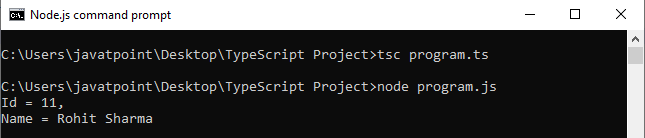 Node.js command prompt
C:\Users\javatpoint\Desktop\TypeScript Project>tsc program.ts
C:\Users\javatpoint\Desktop\TypeScript Project>node program.js
Id = 11,
Name = Rohit Sharma